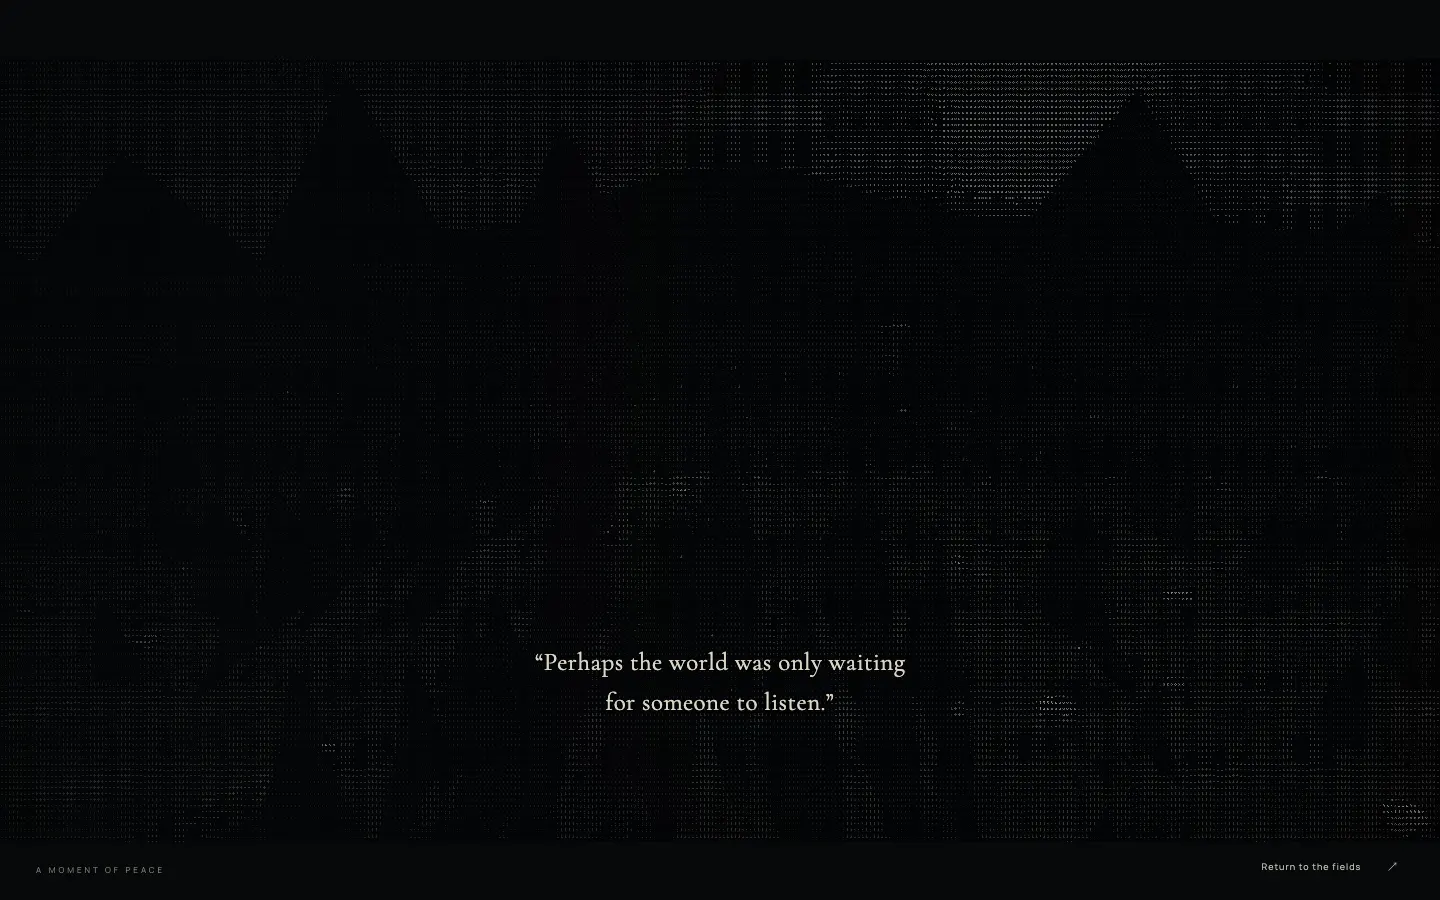 “Perhaps the world was only waiting
for someone to listen.”
A MOMENT OF PEACE
Return to the fields